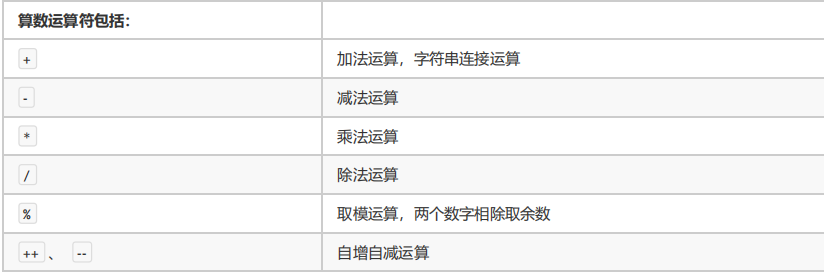 算数运算符包括：
+ 加法运算，字符串连接运算
- 减法运算
* 乘法运算
/ 除法运算
% 取模运算，两个数字相除取余数
++ 、 -- 自增自减运算